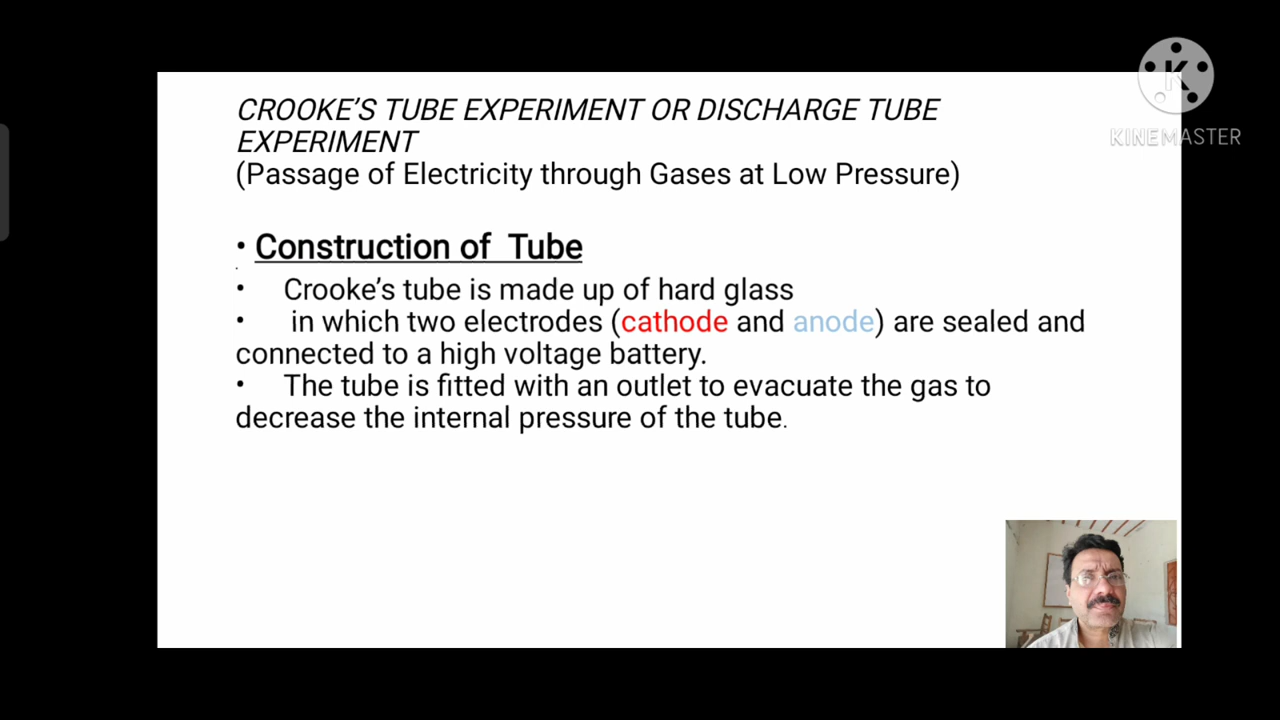 CROOKE'S TUBE EXPERIMENT OR DISCHARGE TUBE
EXPERIMENT
(Passage of Electricity through Gases at Low Pressure)
• Construction of Tube
• Crooke's tube is made up of hard glass
• in which two electrodes (cathode and anode) are sealed and
connected to a high voltage battery.
• The tube is fitted with an outlet to evacuate the gas to
decrease the internal pressure of the tube.
K
KINEMASTER